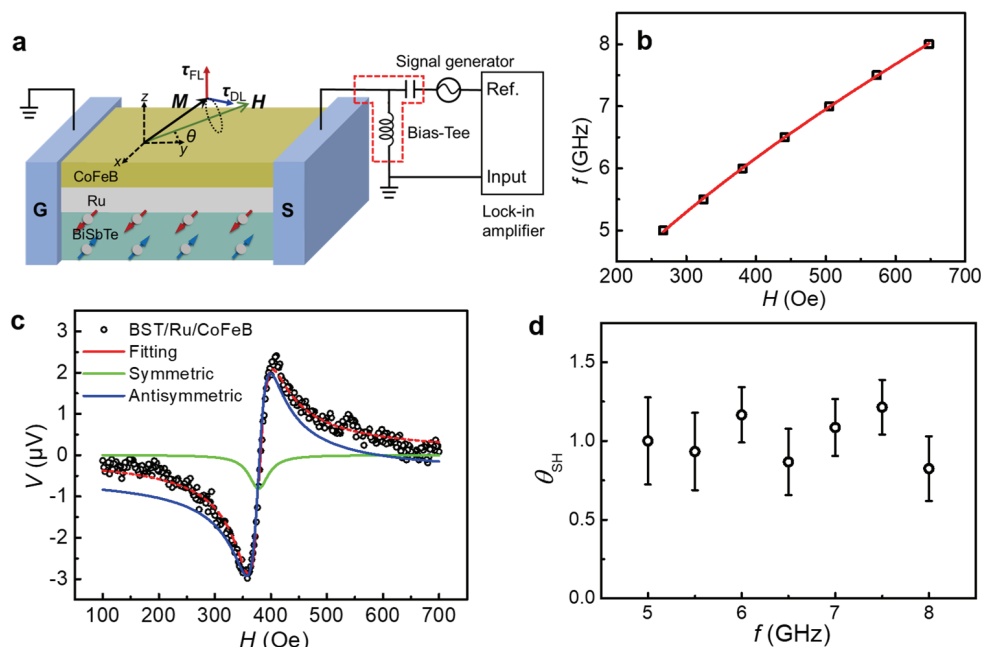 a
τFL
τDL
M
H
z
θ
y
x
CoFeB
Ru
BiSbTe
G
S
Signal generator
Ref.
Bias-Tee
Input
Lock-in
amplifier
b
8
7
6
5
f (GHz)
200 300 400 500 600 700
H (Oe)
c
3
2
1
0
-1
-2
-3
V (μV)
BST/Ru/CoFeB
Fitting
Symmetric
Antisymmetric
100 200 300 400 500 600 700
H (Oe)
d
1.5
1.0
0.5
0.0
θSH
5 6 7 8
f (GHz)